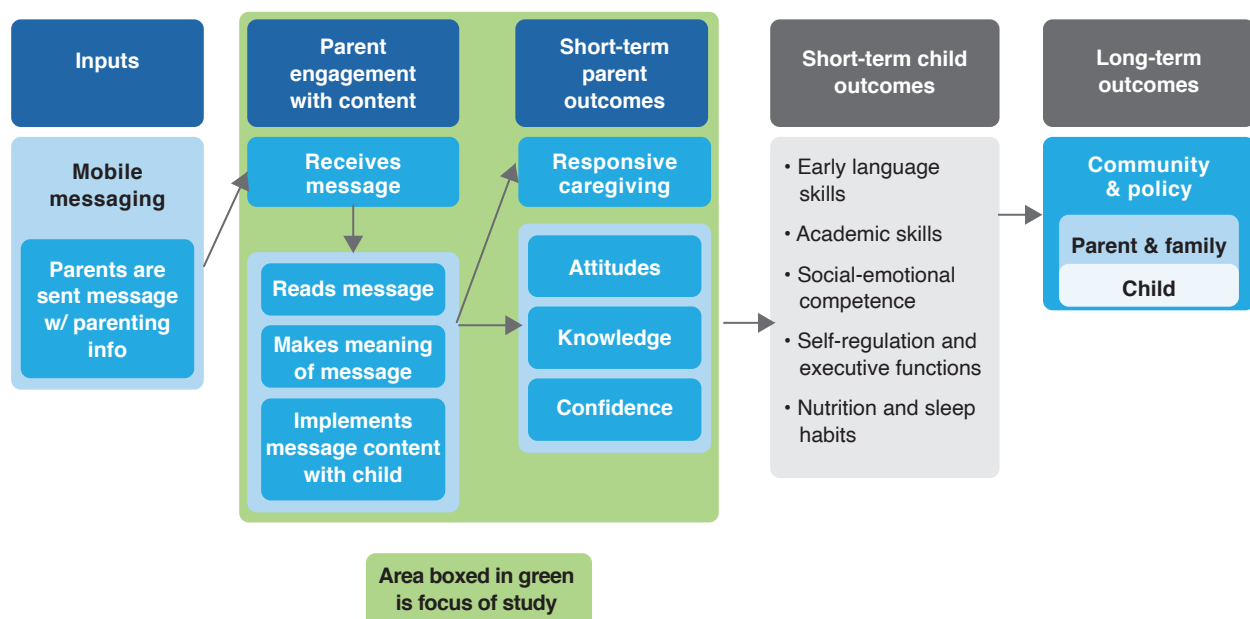 Inputs
Mobile
messaging
Parents are
sent message
w/ parenting
info
Parent
engagement
with content
Receives
message
Reads message
Makes meaning
of message
Implements
message content
with child
Short-term
parent
outcomes
Responsive
caregiving
Attitudes
Knowledge
Confidence
Short-term child
outcomes
• Early language
skills
• Academic skills
• Social-emotional
competence
• Self-regulation and
executive functions
• Nutrition and sleep
habits
Long-term
outcomes
Community
& policy
Parent & family
Child
Area boxed in green
is focus of study